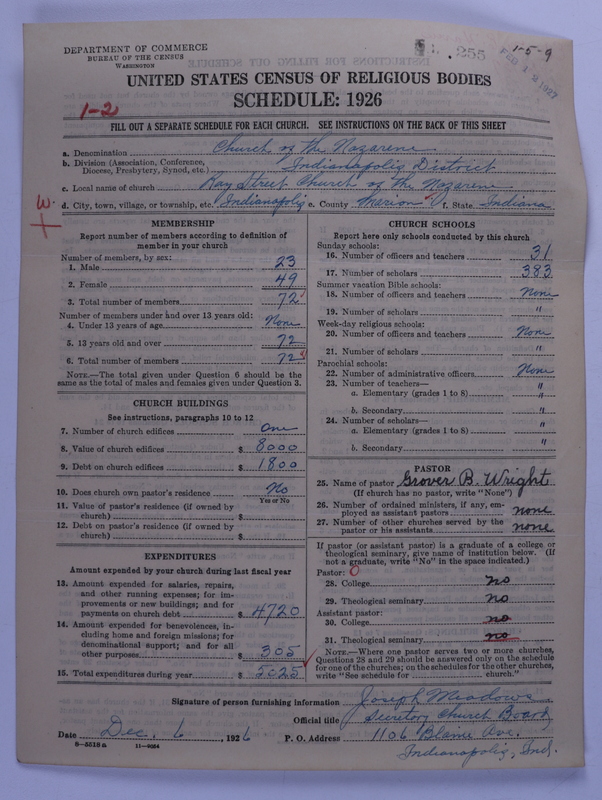 DEPARTMENT OF COMMERCE
BUREAU OF THE CENSUS
WASHINGTON
255
1-5-9
FEB 12 1927
UNITED STATES CENSUS OF RELIGIOUS BODIES
SCHEDULE: 1926
1-2
FILL OUT A SEPARATE SCHEDULE FOR EACH CHURCH. SEE INSTRUCTIONS ON THE BACK OF THIS SHEET
a. Denomination Church of the Nazarene
b. Division (Association, Conference, Diocese, Presbytery, Synod, etc.) Indianapolis District
c. Local name of church Ray Street Church of the Nazarene
d. City, town, village, or township, etc. Indianapolis e. County Marion f. State Indiana
W.
MEMBERSHIP
Report number of members according to definition of
member in your church
Number of members, by sex:
1. Male 23
2. Female 49
3. Total number of members 72
Number of members under and over 13 years old:
4. Under 13 years of age None
5. 13 years old and over 72
6. Total number of members 72
NOTE.—The total given under Question 6 should be the
same as the total of males and females given under Question 3.
CHURCH BUILDINGS
See instructions, paragraphs 10 to 12
7. Number of church edifices One
8. Value of church edifices $ 8000
9. Debt on church edifices $ 1800
10. Does church own pastor's residence No
Yes or No
11. Value of pastor's residence (if owned by
church) $
12. Debt on pastor's residence (if owned by
church) $
EXPENDITURES
Amount expended by your church during last fiscal year
13. Amount expended for salaries, repairs,
and other running expenses; for im-
provements or new buildings; and for
payments on church debt $ 4720
14. Amount expended for benevolences, in-
cluding home and foreign missions; for
denominational support; and for all
other purposes $ 305
15. Total expenditures during year $ 5025
CHURCH SCHOOLS
Report here only schools conducted by this church
Sunday schools:
16. Number of officers and teachers 31
17. Number of scholars 383
Summer vacation Bible schools:
18. Number of officers and teachers None
19. Number of scholars "
Week-day religious schools:
20. Number of officers and teachers None
21. Number of scholars "
Parochial schools:
22. Number of administrative officers None
23. Number of teachers—
a. Elementary (grades 1 to 8) "
b. Secondary "
24. Number of scholars—
a. Elementary (grades 1 to 8) "
b. Secondary "
PASTOR
25. Name of pastor Grover B. Wright
(If church has no pastor, write "None")
26. Number of ordained ministers, if any, em-
ployed as assistant pastors none
27. Number of other churches served by the
pastor or his assistants none
If pastor (or assistant pastor) is a graduate of a college or
theological seminary, give name of institution below. (If
not a graduate, write "No" in the space indicated.)
Pastor: 0
28. College no
29. Theological seminary no
Assistant pastor:
30. College no
31. Theological seminary no
NOTE.—Where one pastor serves two or more churches,
Questions 28 and 29 should be answered only on the schedule
for one of the churches; on the schedules for the other churches,
write "See schedule for church."
Signature of person furnishing information Joseph Meadows
Official title Secretary Church Board
Date Dec. 6, 1926 P. O. Address 1106 Blaine Ave.
8-5518a 11-9324 Indianapolis, Ind.